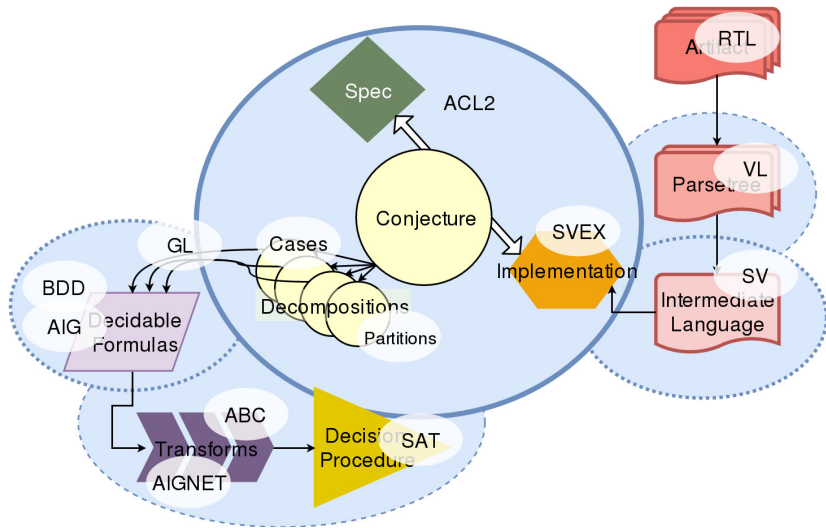 RTL
Artifact
Spec
ACL2
VL
Parsetree
Conjecture
SVEX
Implementation
GL
Cases
SV
Intermediate
Language
BDD
AIG
Decidable
Formulas
Decompositions
Partitions
ABC
Transforms
AIGNET
Decision
Procedure
SAT